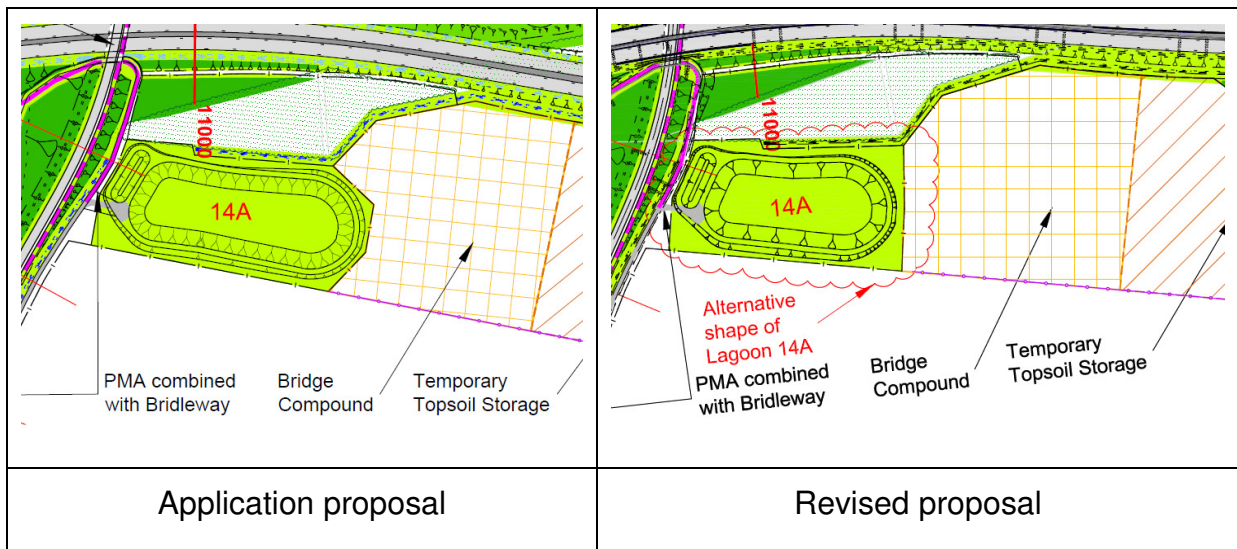 11000
14A
PMA combined
with Bridleway
Bridge
Compound
Temporary
Topsoil Storage
Application proposal
11000
14A
Alternative
shape of
Lagoon 14A
PMA combined
with Bridleway
Bridge
Compound
Temporary
Topsoil Storage
Revised proposal